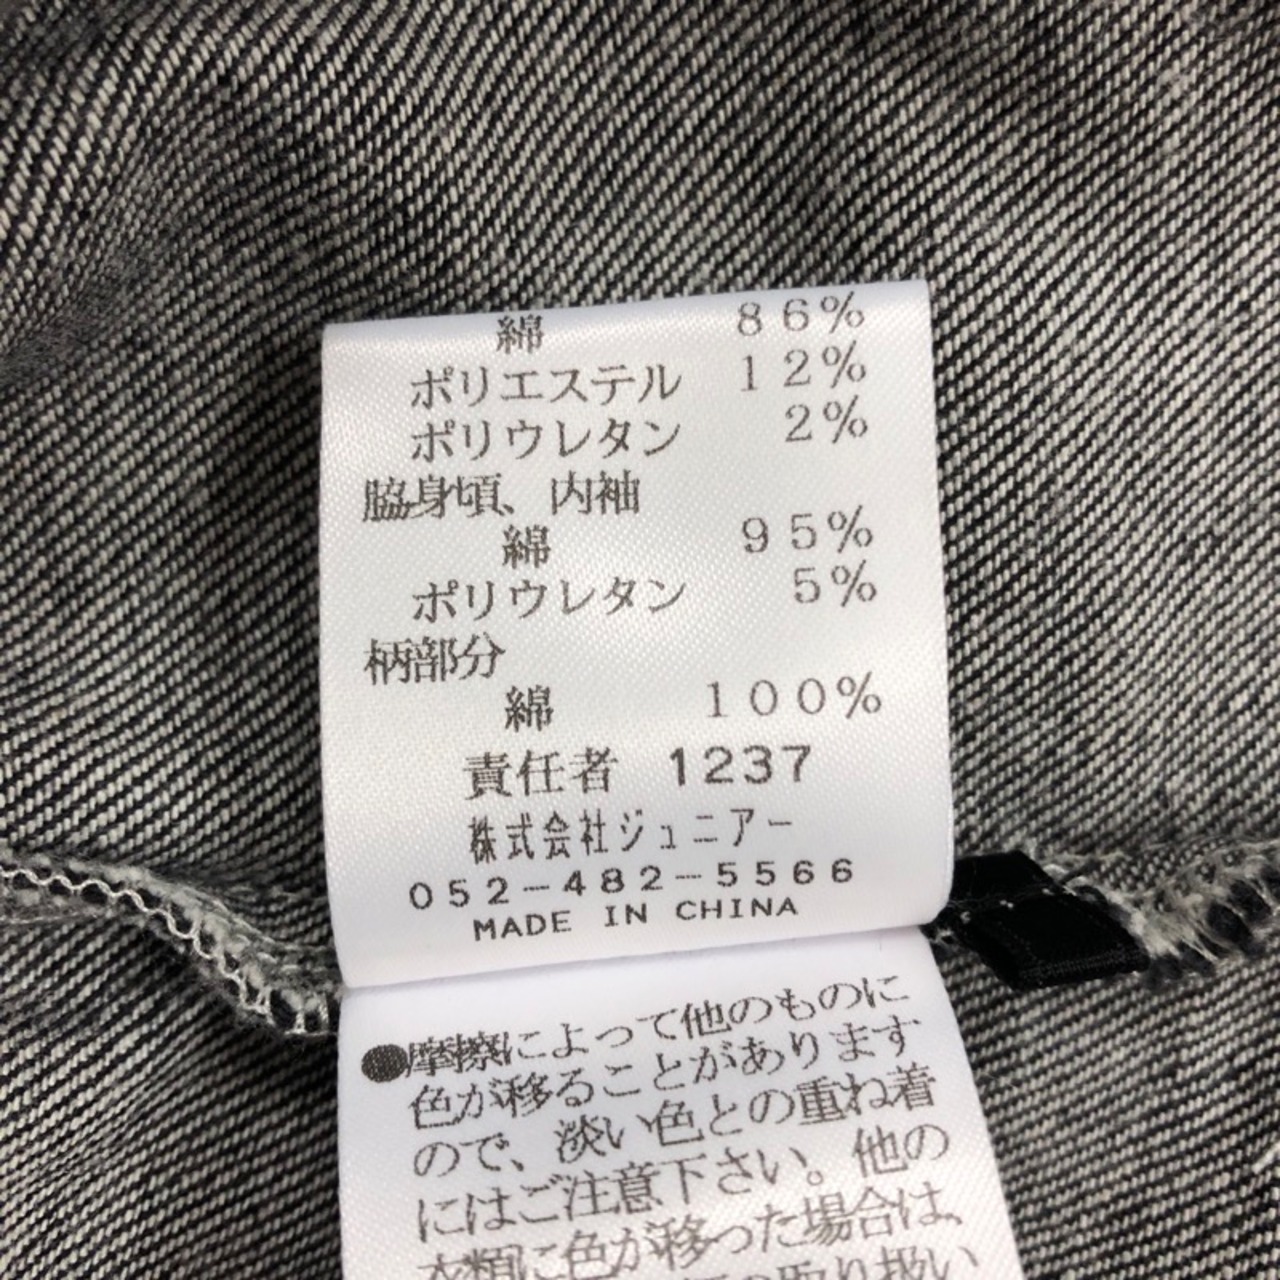 綿 86%
ポリエステル 12%
ポリウレタン 2%
脇身頃、内袖
綿 95%
ポリウレタン 5%
柄部分
綿 100%
責任者 1237
株式会社ジュニアー
052-482-5566
MADE IN CHINA
●摩擦によって他のものに
色が移ることがあります
ので、淡い色との重ね着
にはご注意下さい。他の
衣類に色が移った場合は、
の取り扱い